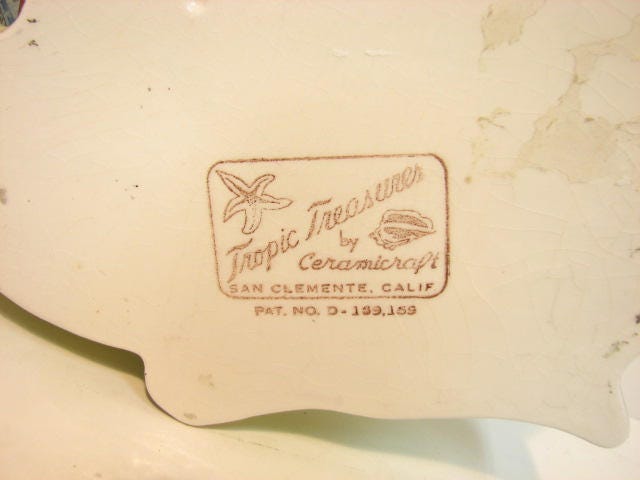 Tropic Treasures
by
Ceramicraft
SAN CLEMENTE, CALIF
PAT. NO. D-159,159